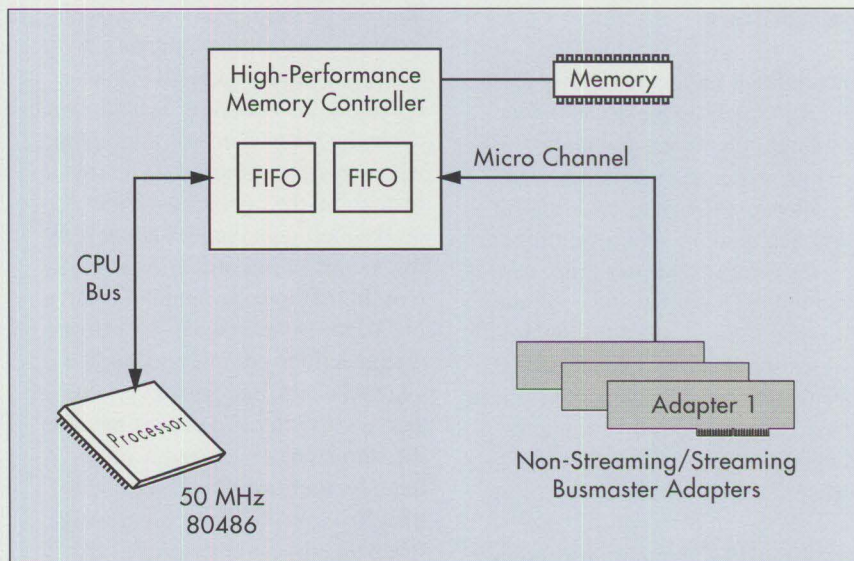 High-Performance
Memory Controller
FIFO
FIFO
Memory
Micro Channel
CPU
Bus
Processor
50 MHz
80486
Adapter 1
Non-Streaming/Streaming
Busmaster Adapters